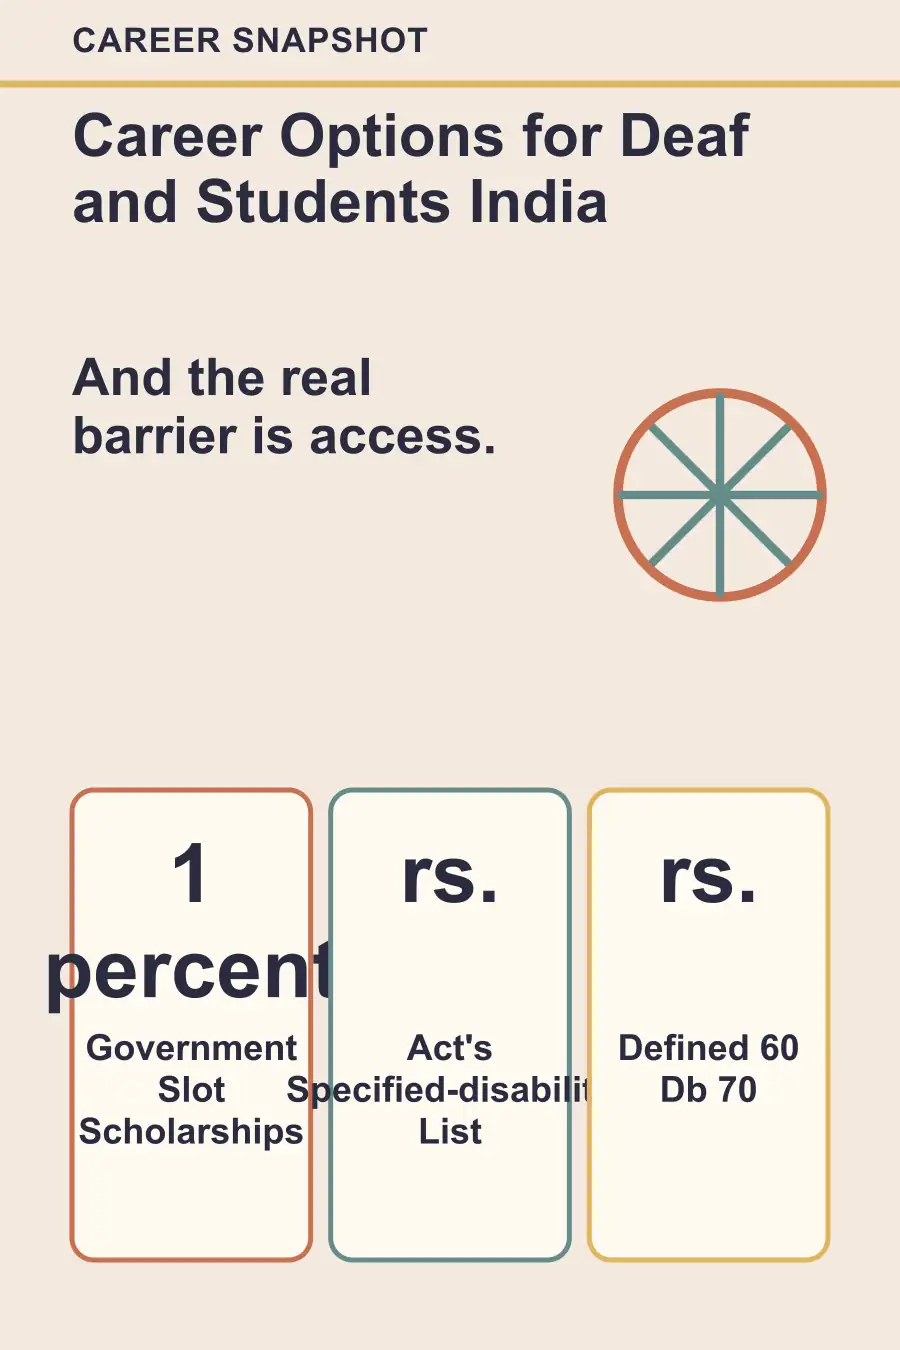 CAREER SNAPSHOT
Career Options for Deaf
and Students India
And the real
barrier is access.
1
percent
Government
Slot
Scholarships
rs.
Act's
Specified-disabilit
List
rs.
Defined 60
Db 70